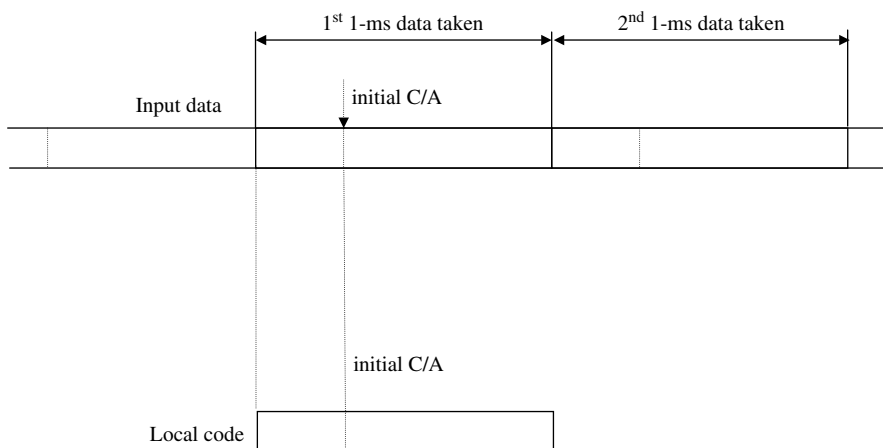 1st 1-ms data taken
2nd 1-ms data taken
initial C/A
Input data
initial C/A
Local code